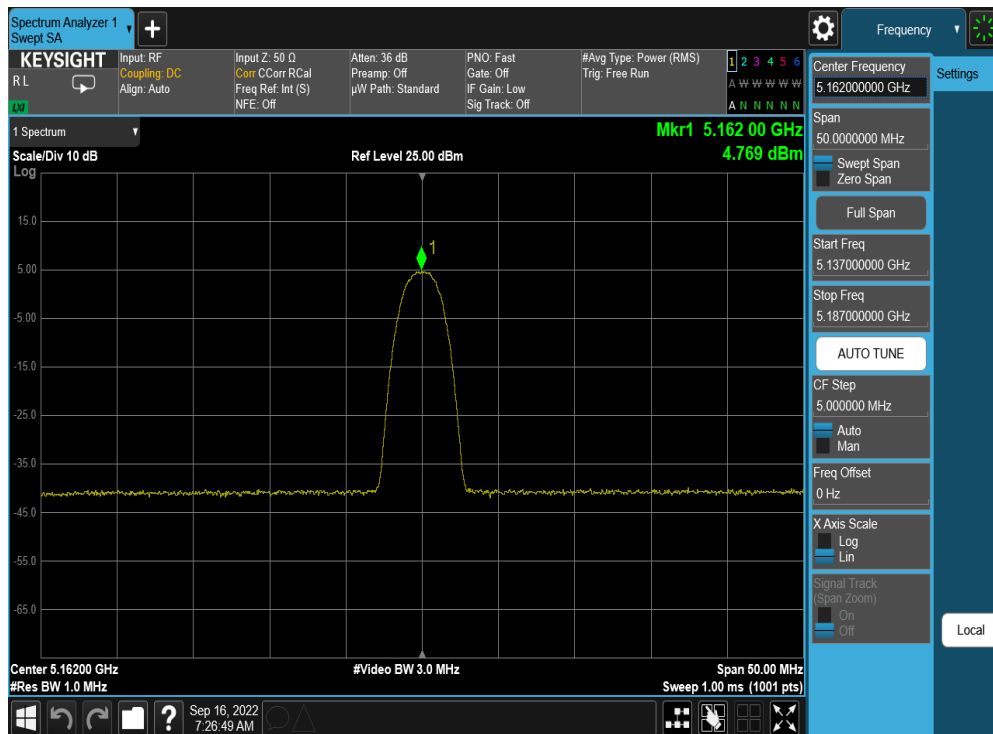 Spectrum Analyzer 1
Swept SA
Frequency
KEYSIGHT
R L
LXI
Input: RF
Coupling: DC
Align: Auto
Input Z: 50 Ω
Corr CCorr RCal
Freq Ref: Int (S)
NFE: Off
Atten: 36 dB
Preamp: Off
µW Path: Standard
PNO: Fast
Gate: Off
IF Gain: Low
Sig Track: Off
#Avg Type: Power (RMS)
Trig: Free Run
1 2 3 4 5 6
A W W W W W
A N N N N N
1 Spectrum
Scale/Div 10 dB
Log
Ref Level 25.00 dBm
Mkr1 5.162 00 GHz
4.769 dBm
1
15.0
5.00
-5.00
-15.0
-25.0
-35.0
-45.0
-55.0
-65.0
Center 5.16200 GHz
#Res BW 1.0 MHz
#Video BW 3.0 MHz
Span 50.00 MHz
Sweep 1.00 ms (1001 pts)
Sep 16, 2022
7:26:49 AM
Center Frequency
5.162000000 GHz
Settings
Span
50.0000000 MHz
Swept Span
Zero Span
Full Span
Start Freq
5.137000000 GHz
Stop Freq
5.187000000 GHz
AUTO TUNE
CF Step
5.000000 MHz
Auto
Man
Freq Offset
0 Hz
X Axis Scale
Log
Lin
Signal Track
(Span Zoom)
On
Off
Local